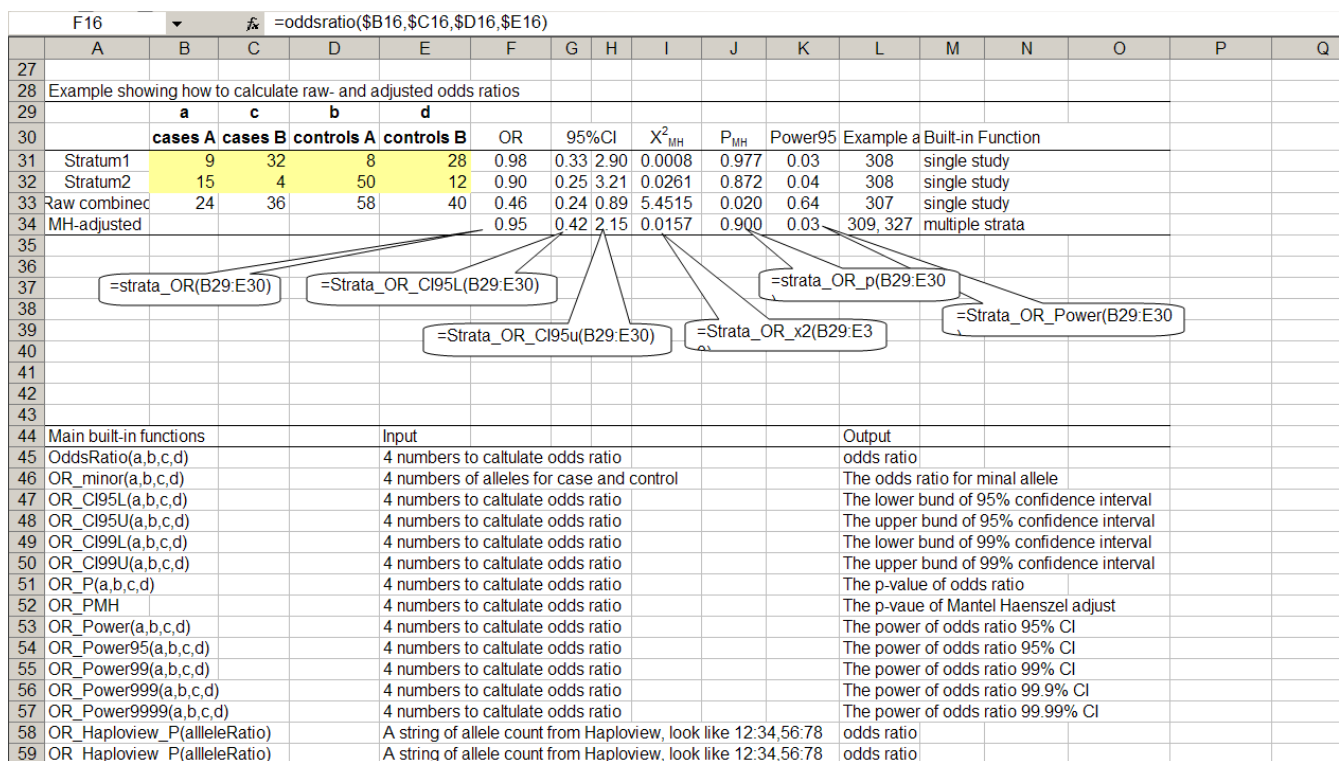 F16 fx =oddsratio($B16,$C16,$D16,$E16)
A B C D E F G H I J K L M N O P Q
27
28 Example showing how to calculate raw- and adjusted odds ratios
29 a c b d
30 cases A cases B controls A controls B OR 95%CI X²MH PMH Power95 Example a Built-in Function
31 Stratum1 9 32 8 28 0.98 0.33 2.90 0.0008 0.977 0.03 308 single study
32 Stratum2 15 4 50 12 0.90 0.25 3.21 0.0261 0.872 0.04 308 single study
33 Raw combined 24 36 58 40 0.46 0.24 0.89 5.4515 0.020 0.64 307 single study
34 MH-adjusted 0.95 0.42 2.15 0.0157 0.900 0.03 309, 327 multiple strata
35
36
37 =strata_OR(B29:E30) =Strata_OR_CI95L(B29:E30) =strata_OR_p(B29:E30
)
38 =Strata_OR_Power(B29:E30
)
39 =Strata_OR_CI95u(B29:E30) =Strata_OR_x2(B29:E3
0)
40
41
42
43
44 Main built-in functions Input Output
45 OddsRatio(a,b,c,d) 4 numbers to caltulate odds ratio odds ratio
46 OR_minor(a,b,c,d) 4 numbers of alleles for case and control The odds ratio for minal allele
47 OR_CI95L(a,b,c,d) 4 numbers to caltulate odds ratio The lower bund of 95% confidence interval
48 OR_CI95U(a,b,c,d) 4 numbers to caltulate odds ratio The upper bund of 95% confidence interval
49 OR_CI99L(a,b,c,d) 4 numbers to caltulate odds ratio The lower bund of 99% confidence interval
50 OR_CI99U(a,b,c,d) 4 numbers to caltulate odds ratio The upper bund of 99% confidence interval
51 OR_P(a,b,c,d) 4 numbers to caltulate odds ratio The p-value of odds ratio
52 OR_PMH 4 numbers to caltulate odds ratio The p-vaue of Mantel Haenszel adjust
53 OR_Power(a,b,c,d) 4 numbers to caltulate odds ratio The power of odds ratio 95% CI
54 OR_Power95(a,b,c,d) 4 numbers to caltulate odds ratio The power of odds ratio 95% CI
55 OR_Power99(a,b,c,d) 4 numbers to caltulate odds ratio The power of odds ratio 99% CI
56 OR_Power999(a,b,c,d) 4 numbers to caltulate odds ratio The power of odds ratio 99.9% CI
57 OR_Power9999(a,b,c,d) 4 numbers to caltulate odds ratio The power of odds ratio 99.99% CI
58 OR_Haploview_P(allleleRatio) A string of allele count from Haploview, look like 12:34,56:78 odds ratio
59 OR_Haploview_P(allleleRatio) A string of allele count from Haploview, look like 12:34,56:78 odds ratio